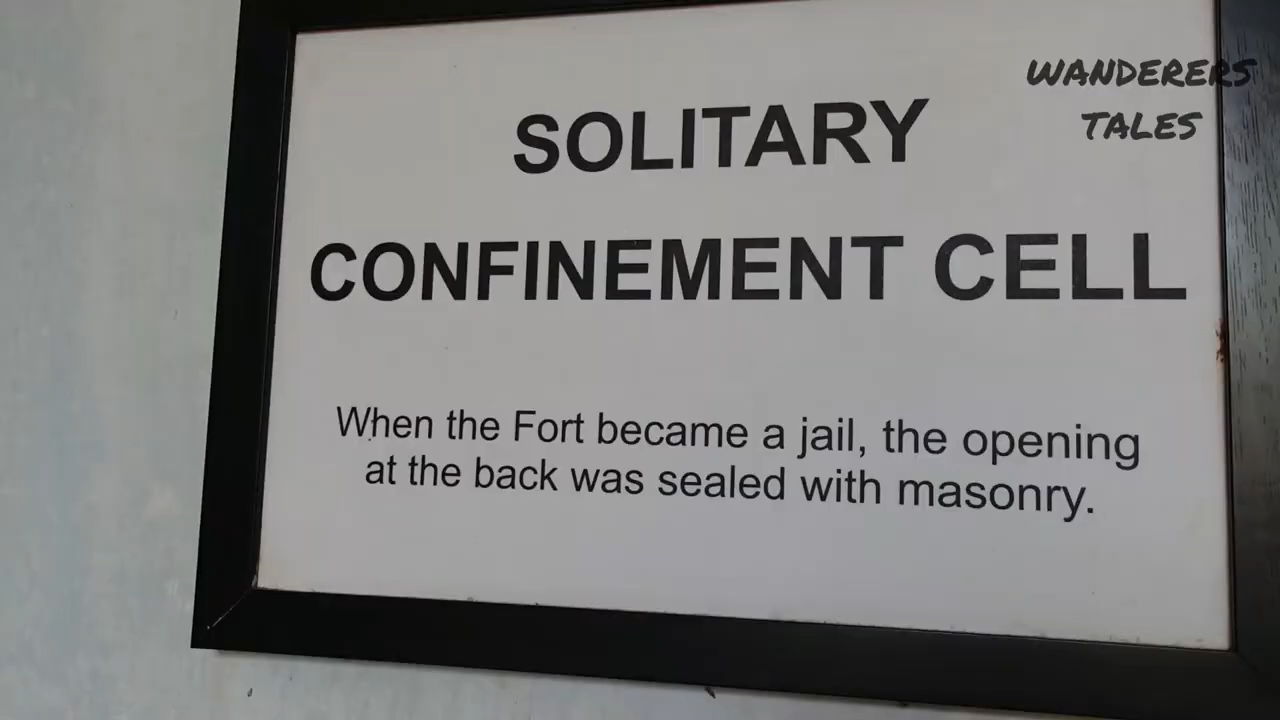 WANDERERS
TALES
SOLITARY
CONFINEMENT CELL
When the Fort became a jail, the opening
at the back was sealed with masonry.